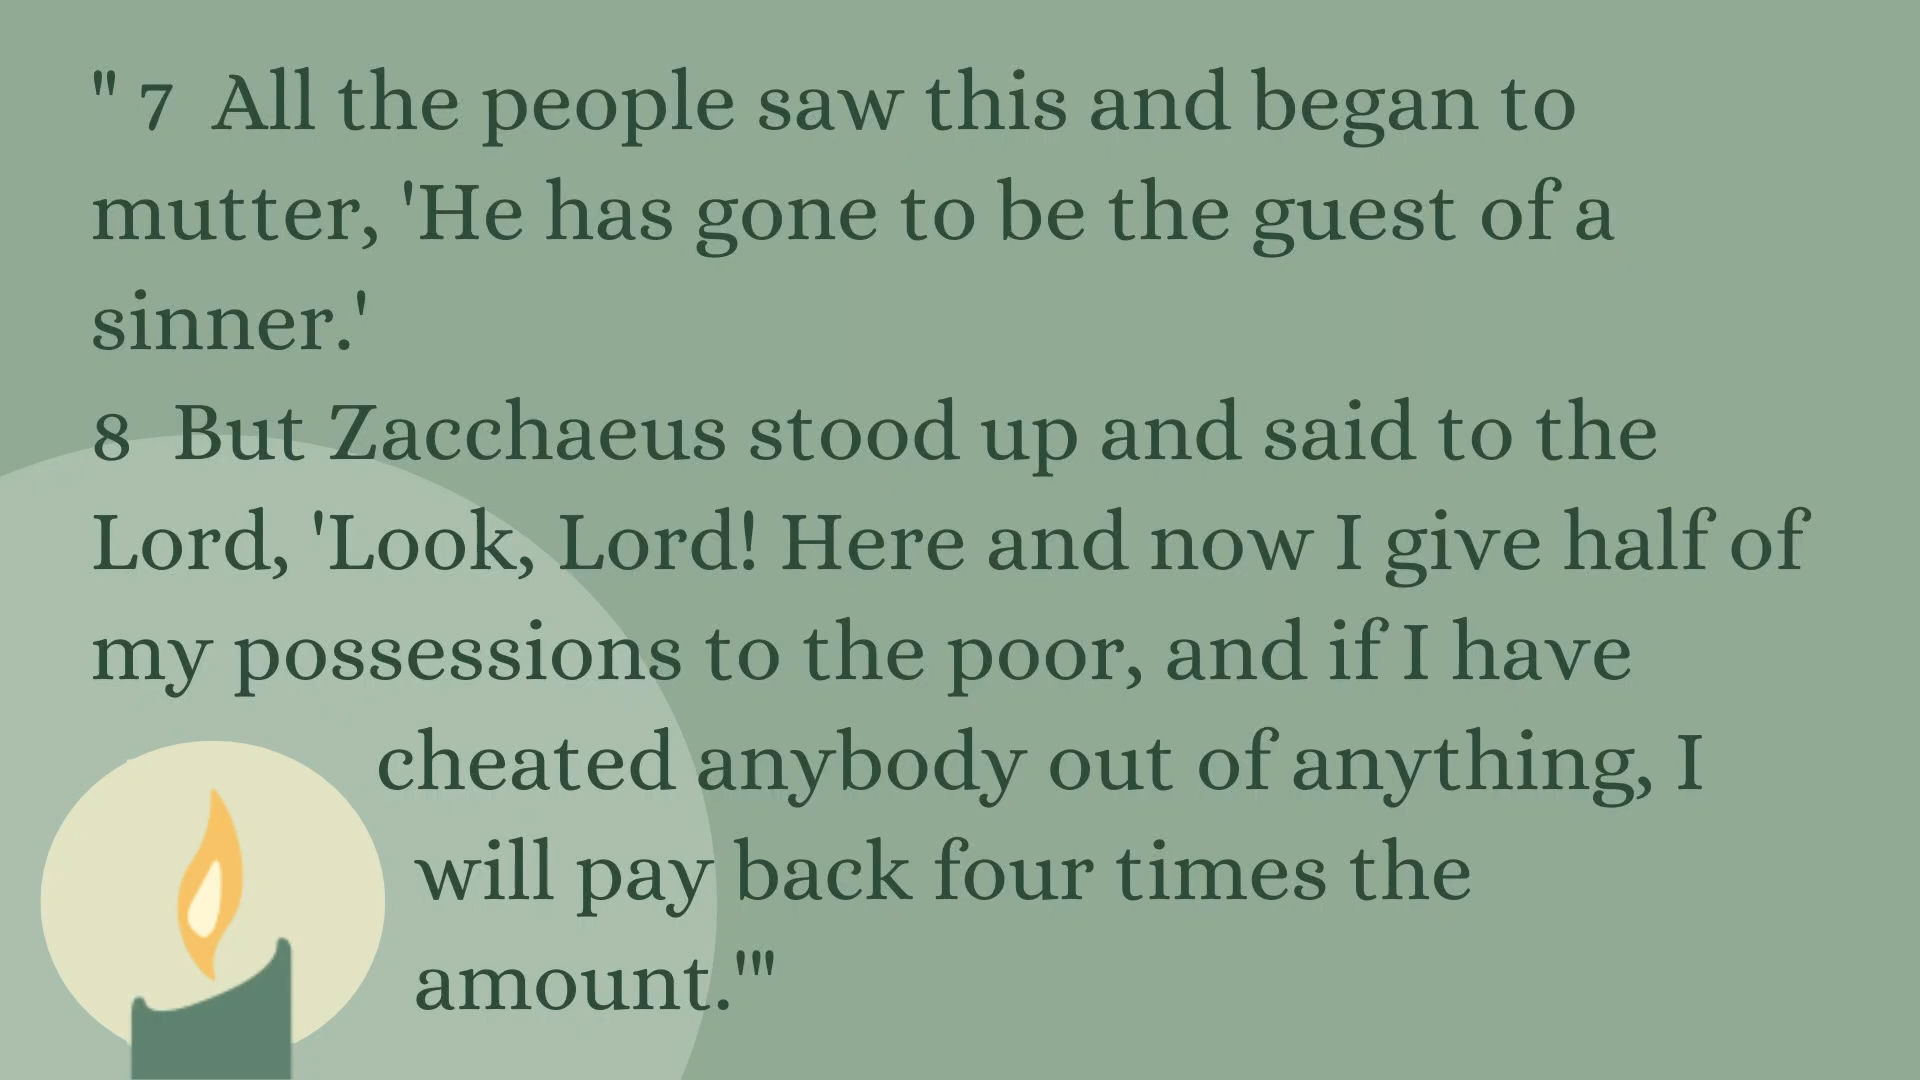 " 7  All the people saw this and began to
mutter, 'He has gone to be the guest of a
sinner.'
8  But Zacchaeus stood up and said to the
Lord, 'Look, Lord! Here and now I give half of
my possessions to the poor, and if I have
cheated anybody out of anything, I
will pay back four times the
amount.'"